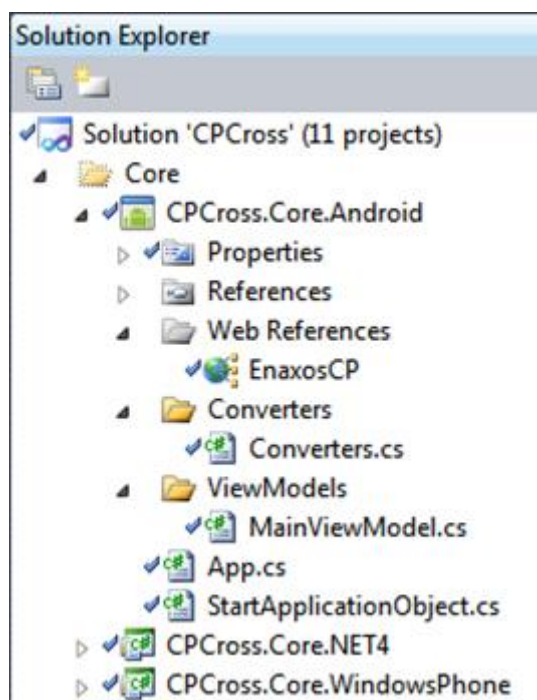 Solution Explorer
Solution 'CPCross' (11 projects)
Core
CPCross.Core.Android
Properties
References
Web References
EnaxosCP
Converters
C# Converters.cs
ViewModels
C# MainViewModel.cs
C# App.cs
C# StartApplicationObject.cs
C# CPCross.Core.NET4
C# CPCross.Core.WindowsPhone